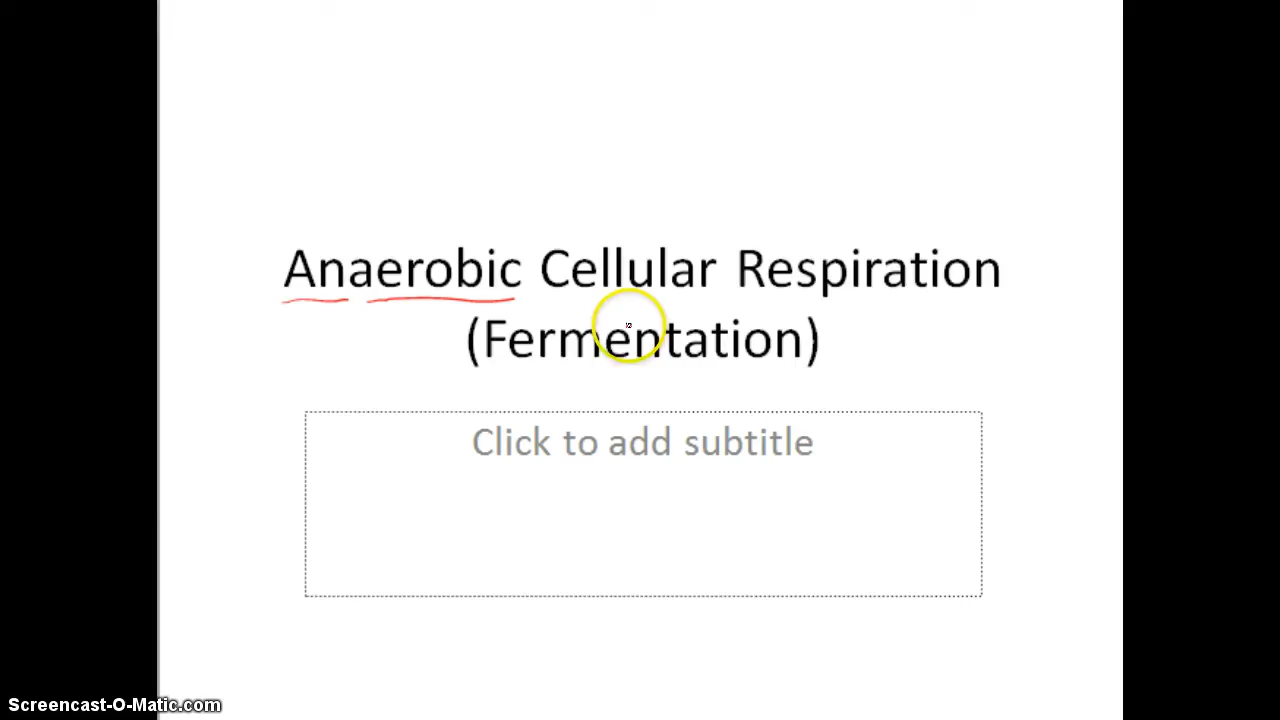 Anaerobic Cellular Respiration
(Fermentation)
Click to add subtitle
Screencast-O-Matic.com